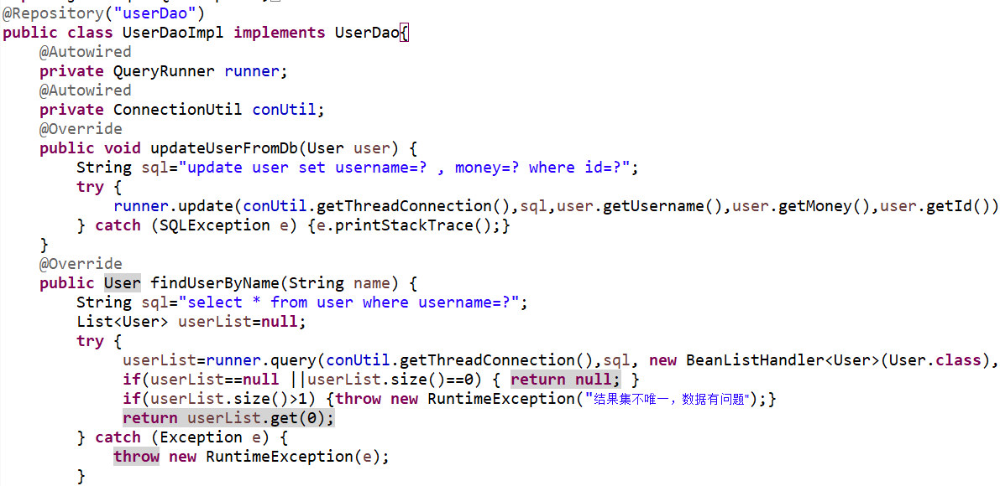 @Repository("userDao")
public class UserDaoImpl implements UserDao{
@Autowired
private QueryRunner runner;
@Autowired
private ConnectionUtil conUtil;
@Override
public void updateUserFromDb(User user) {
String sql="update user set username=? , money=? where id=?";
try {
runner.update(conUtil.getThreadConnection(),sql,user.getUsername(),user.getMoney(),user.getId())
} catch (SQLException e) {e.printStackTrace();}
}
@Override
public User findUserByName(String name) {
String sql="select * from user where username=?";
List<User> userList=null;
try {
userList=runner.query(conUtil.getThreadConnection(),sql, new BeanListHandler<User>(User.class),
if(userList==null ||userList.size()==0) { return null; }
if(userList.size()>1) {throw new RuntimeException("结果集不唯一，数据有问题");}
return userList.get(0);
} catch (Exception e) {
throw new RuntimeException(e);
}